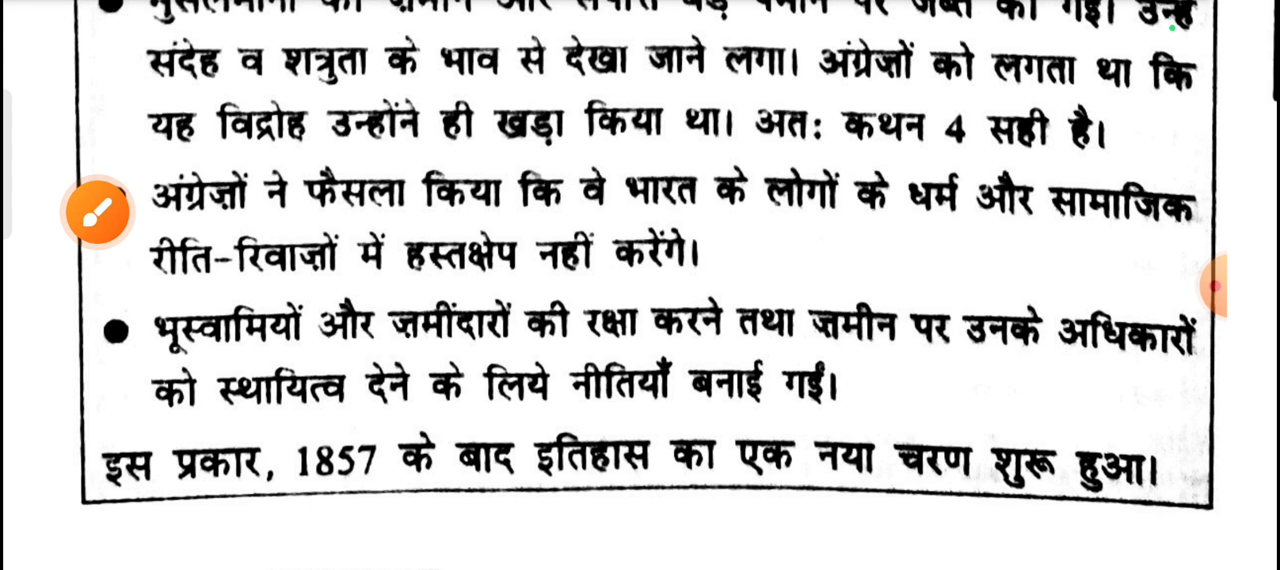 संदेह व शत्रुता के भाव से देखा जाने लगा। अंग्रेज़ों को लगता था कि
यह विद्रोह उन्होंने ही खड़ा किया था। अत: कथन 4 सही है।
अंग्रेज़ों ने फैसला किया कि वे भारत के लोगों के धर्म और सामाजिक
रीति-रिवाज़ों में हस्तक्षेप नहीं करेंगे।
● भूस्वामियों और ज़मींदारों की रक्षा करने तथा ज़मीन पर उनके अधिकारों
को स्थायित्व देने के लिये नीतियाँ बनाई गईं।
इस प्रकार, 1857 के बाद इतिहास का एक नया चरण शुरू हुआ।